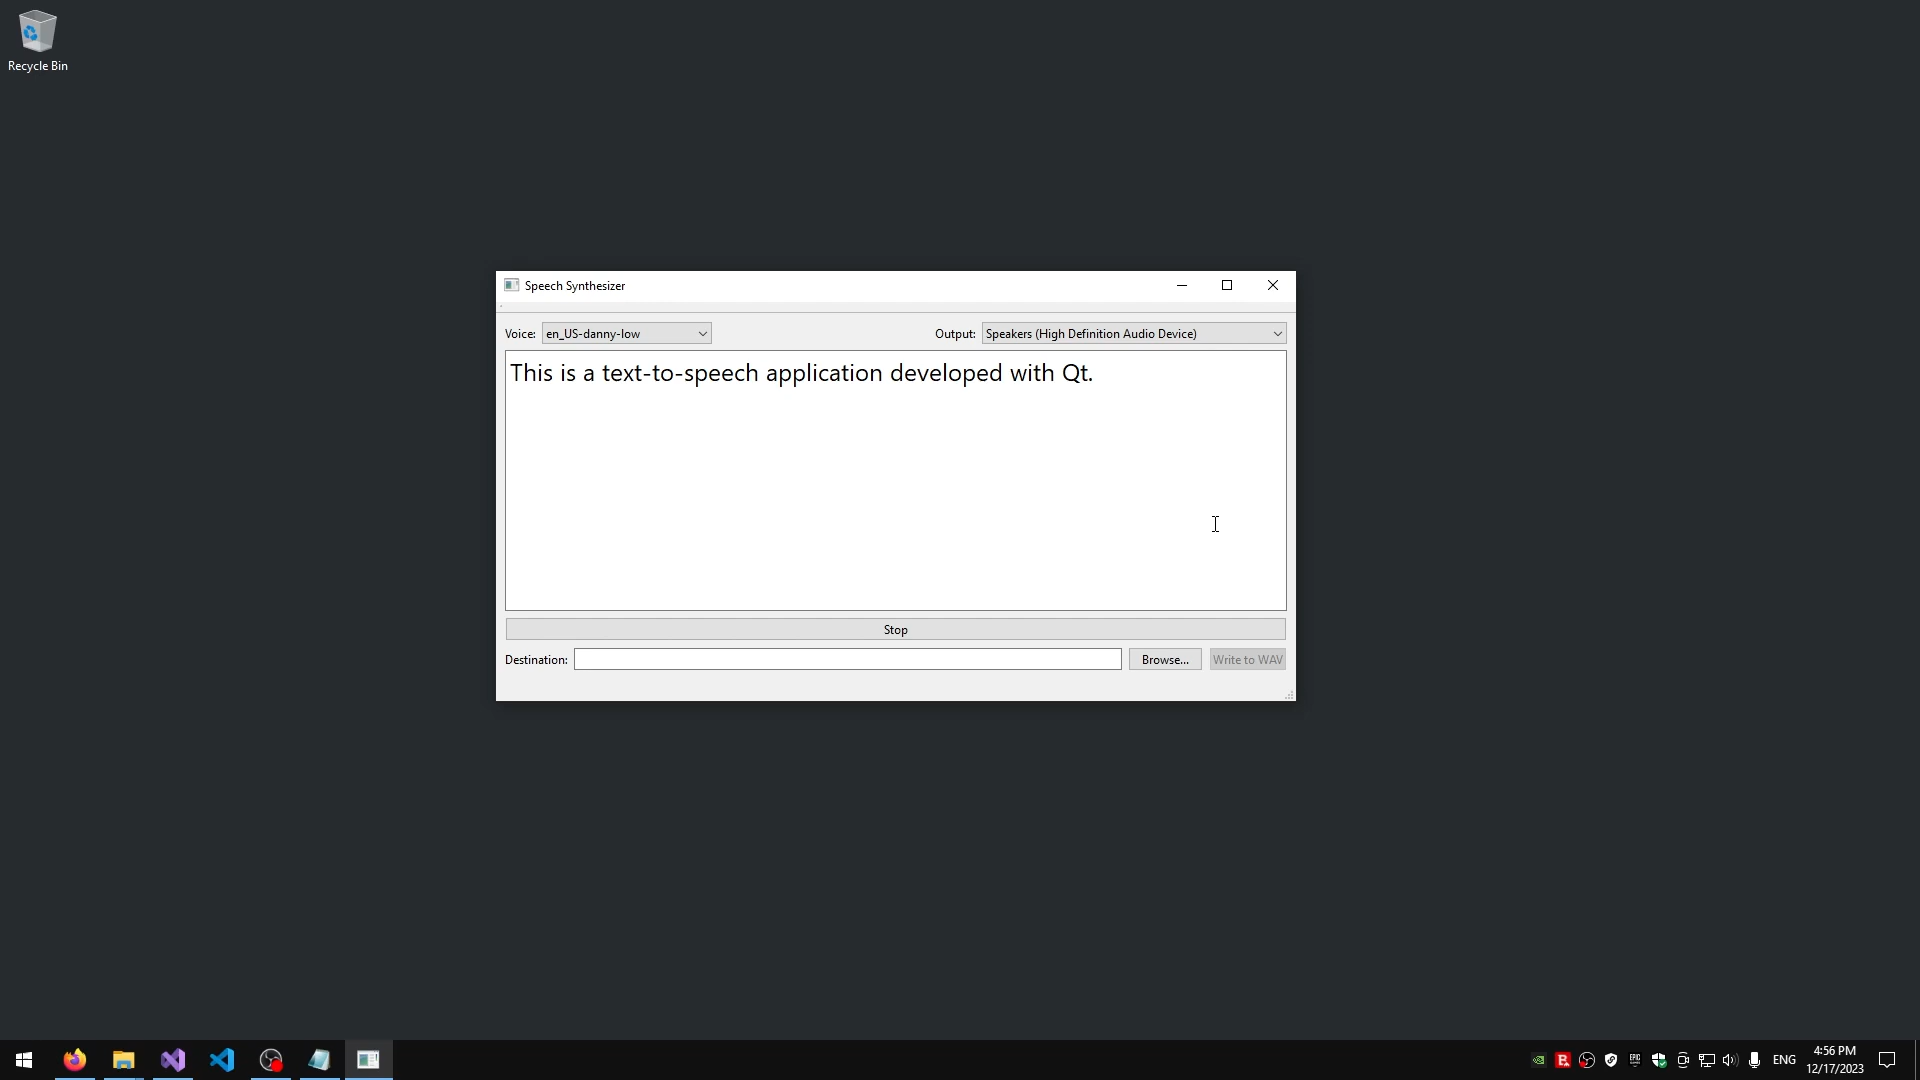 Recycle Bin
Speech Synthesizer
Voice: en_US-danny-low Output: Speakers (High Definition Audio Device)
This is a text-to-speech application developed with Qt.
Stop
Destination: Browse... Write to WAV
ENG 4:56 PM
12/17/2023